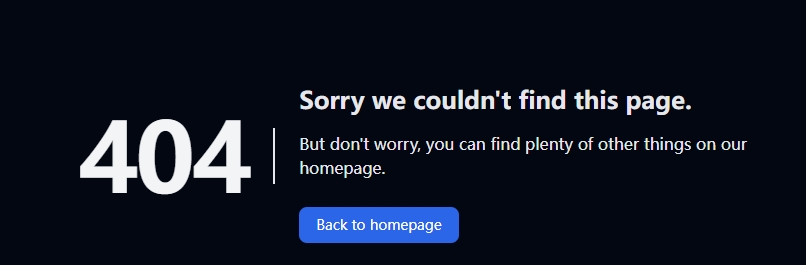 404
Sorry we couldn't find this page.
But don't worry, you can find plenty of other things on our
homepage.
Back to homepage